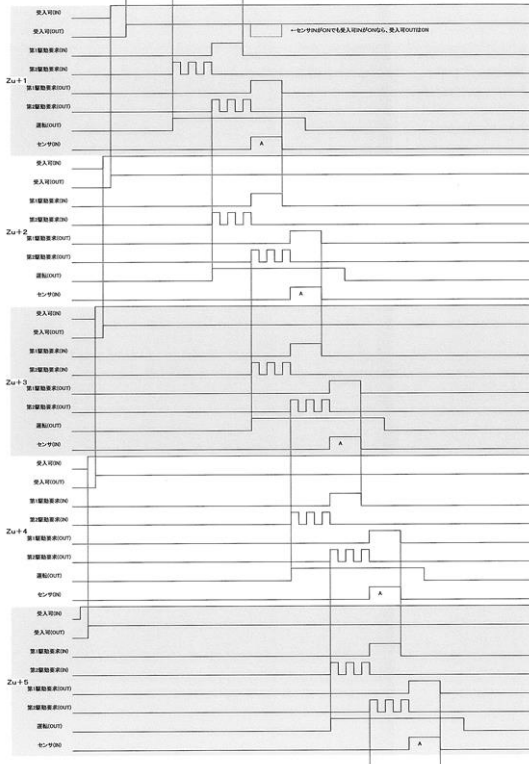 受入可(IN)
受入可(OUT)
←センサINがONでも受入可INがONなら、受入可OUTはON
第1駆動要求(IN)
第2駆動要求(IN)
Zu+1
第1駆動要求(OUT)
第2駆動要求(OUT)
運転(OUT)
センサ(IN)
A
受入可(IN)
受入可(OUT)
第1駆動要求(IN)
第2駆動要求(IN)
Zu+2
第1駆動要求(OUT)
第2駆動要求(OUT)
運転(OUT)
センサ(IN)
A
受入可(IN)
受入可(OUT)
第1駆動要求(IN)
第2駆動要求(IN)
Zu+3
第1駆動要求(OUT)
第2駆動要求(OUT)
運転(OUT)
センサ(IN)
A
受入可(IN)
受入可(OUT)
第1駆動要求(IN)
第2駆動要求(IN)
Zu+4
第1駆動要求(OUT)
第2駆動要求(OUT)
運転(OUT)
センサ(IN)
A
受入可(IN)
受入可(OUT)
第1駆動要求(IN)
第2駆動要求(IN)
Zu+5
第1駆動要求(OUT)
第2駆動要求(OUT)
運転(OUT)
センサ(IN)
A